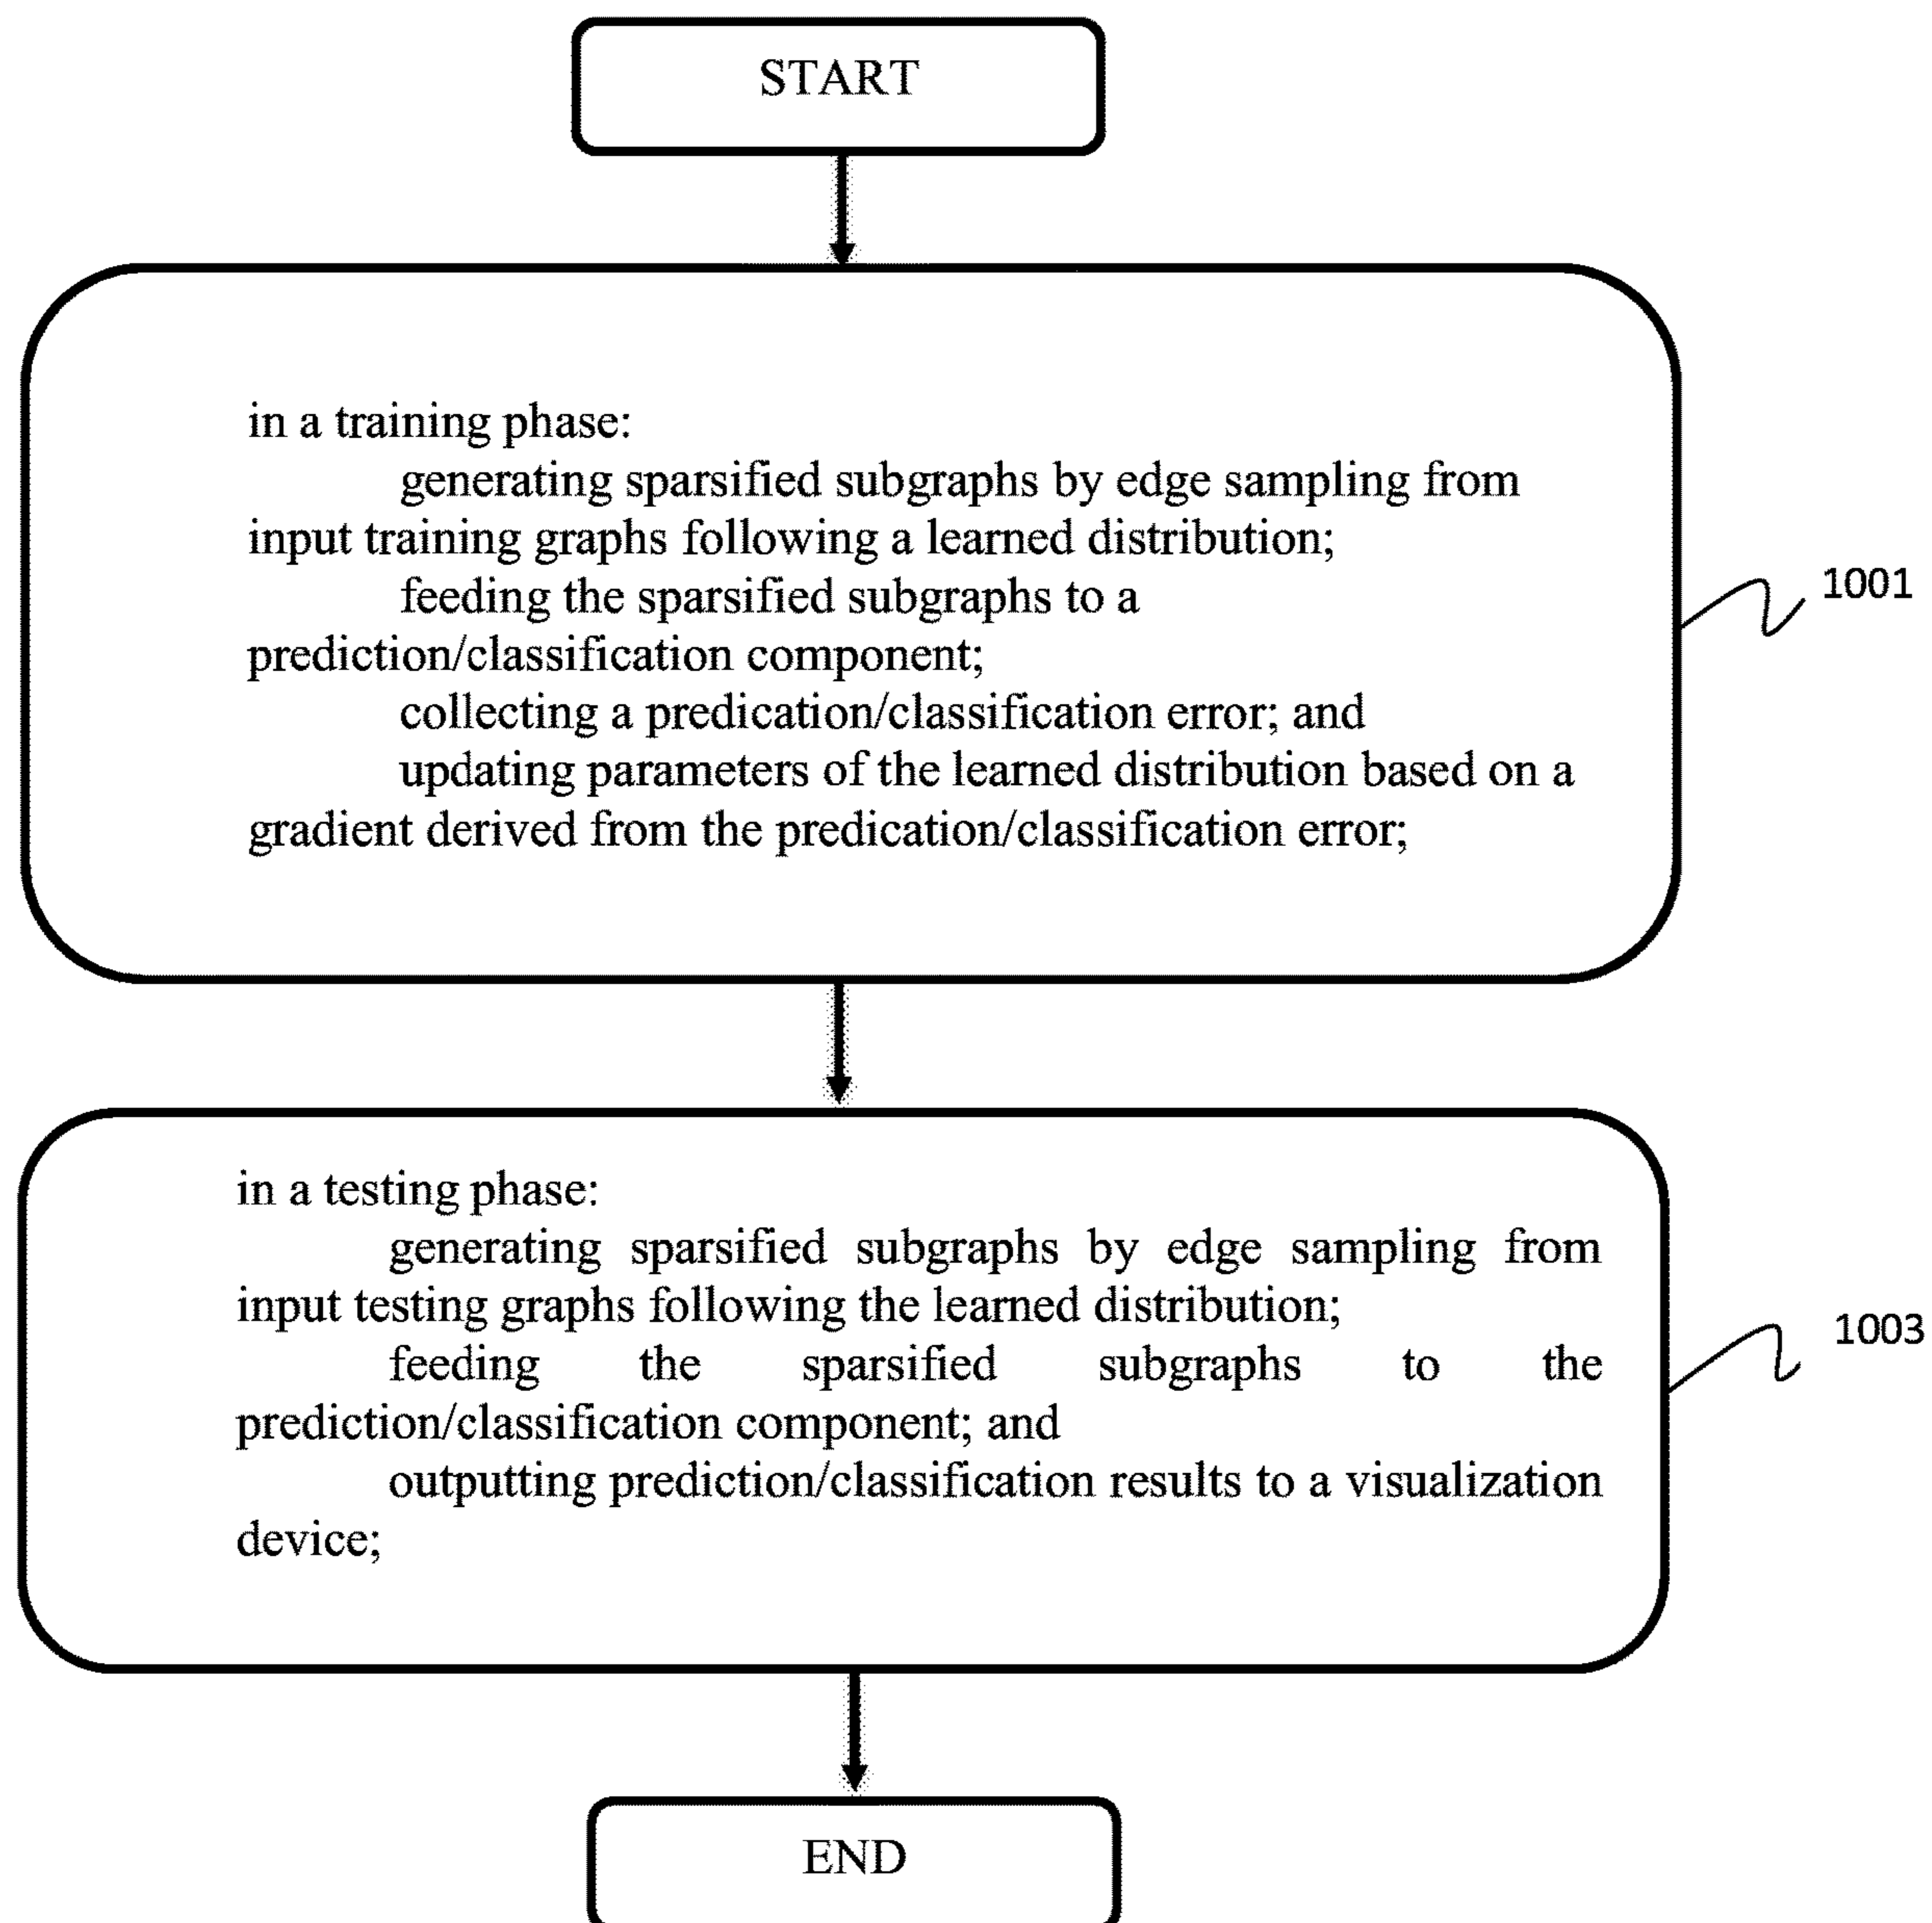 START
in a training phase:
generating sparsified subgraphs by edge sampling from
input training graphs following a learned distribution;
feeding the sparsified subgraphs to a
prediction/classification component;
collecting a predication/classification error; and
updating parameters of the learned distribution based on a
gradient derived from the predication/classification error;
1001
in a testing phase:
generating sparsified subgraphs by edge sampling from
input testing graphs following the learned distribution;
feeding the sparsified subgraphs to the
prediction/classification component; and
outputting prediction/classification results to a visualization
device;
1003
END